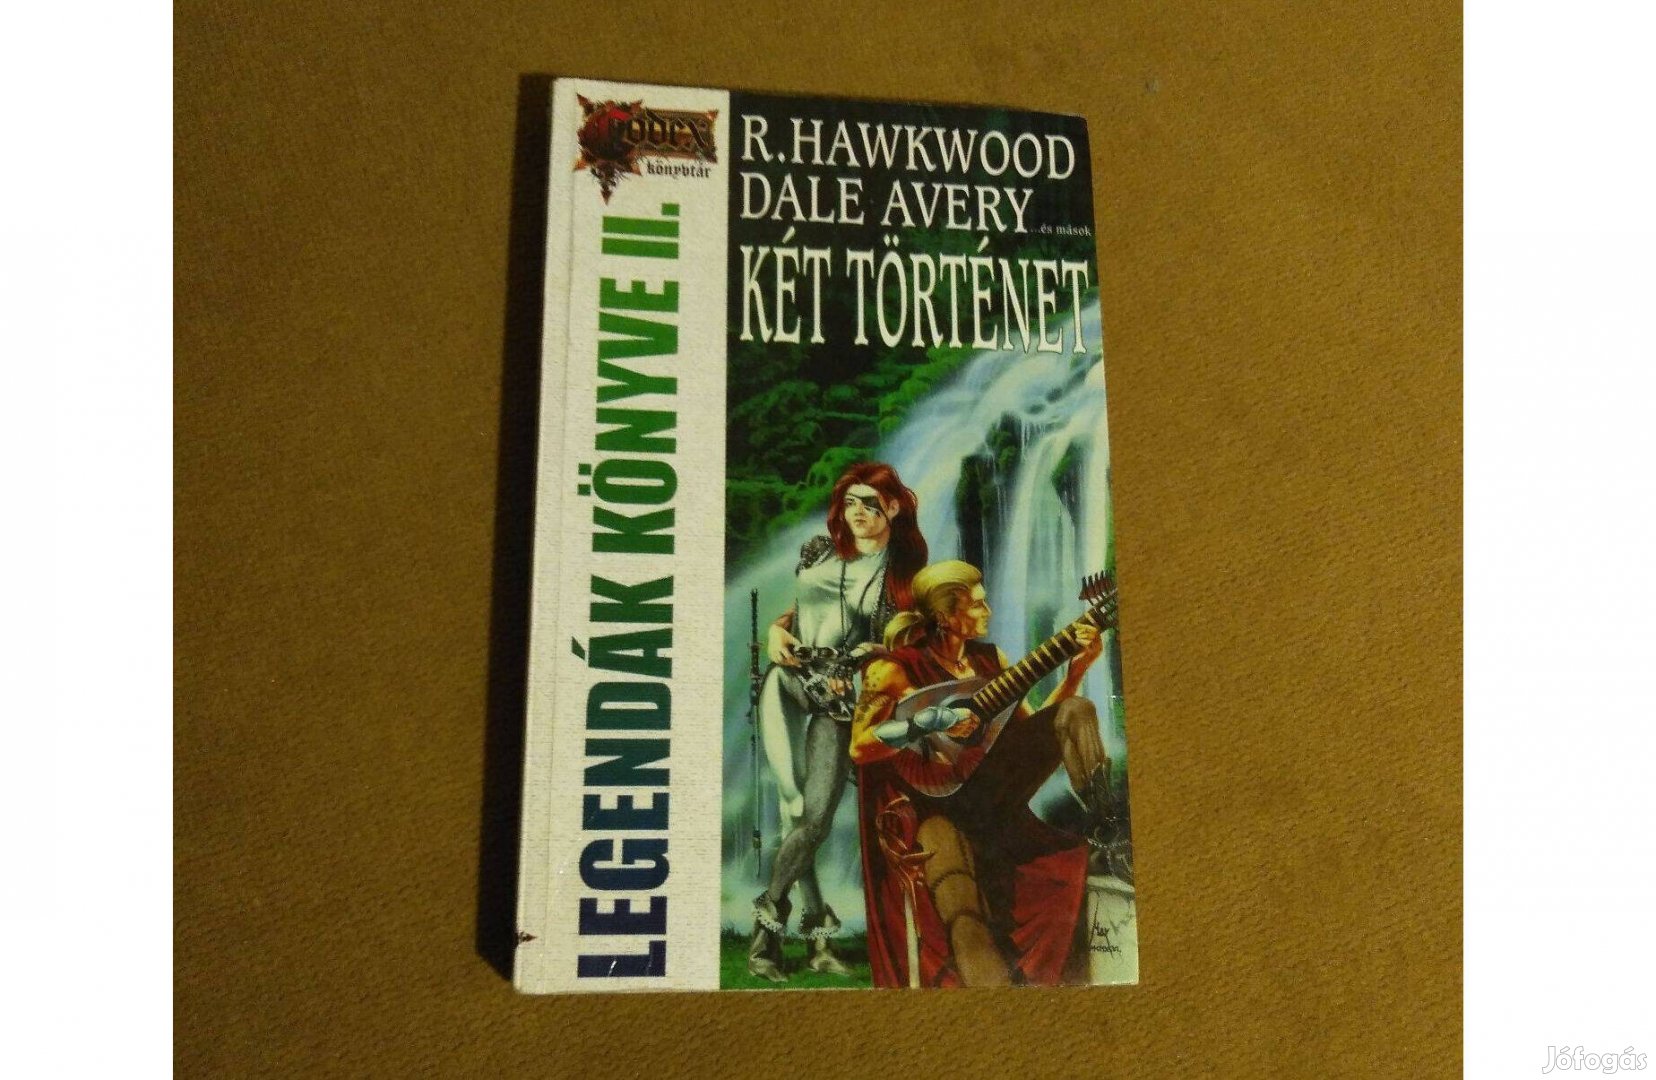 Codex
könyvtár
R. HAWKWOOD
DALE AVERY
...és mások
KÉT TÖRTÉNET
LEGENDÁK KÖNYVE II.
Jófogás